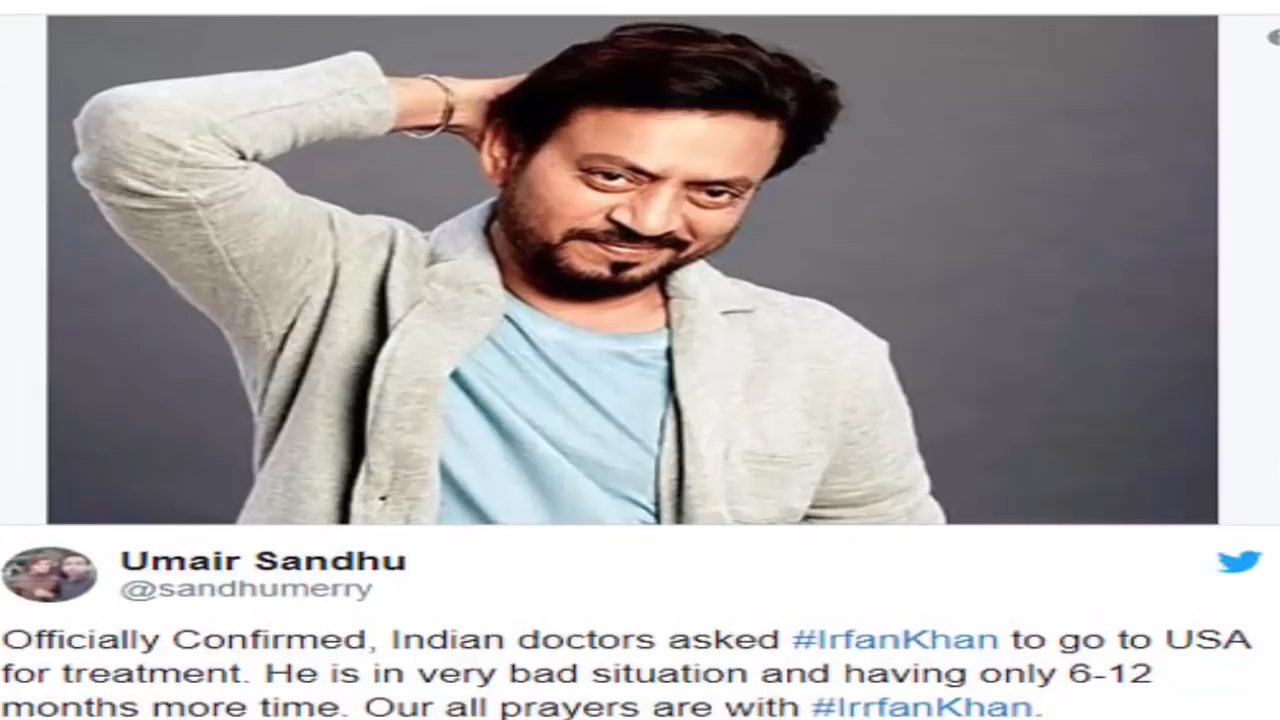 Umair Sandhu
@sandhumerry
Officially Confirmed, Indian doctors asked #IrfanKhan to go to USA
for treatment. He is in very bad situation and having only 6-12
months more time. Our all prayers are with #IrrfanKhan.